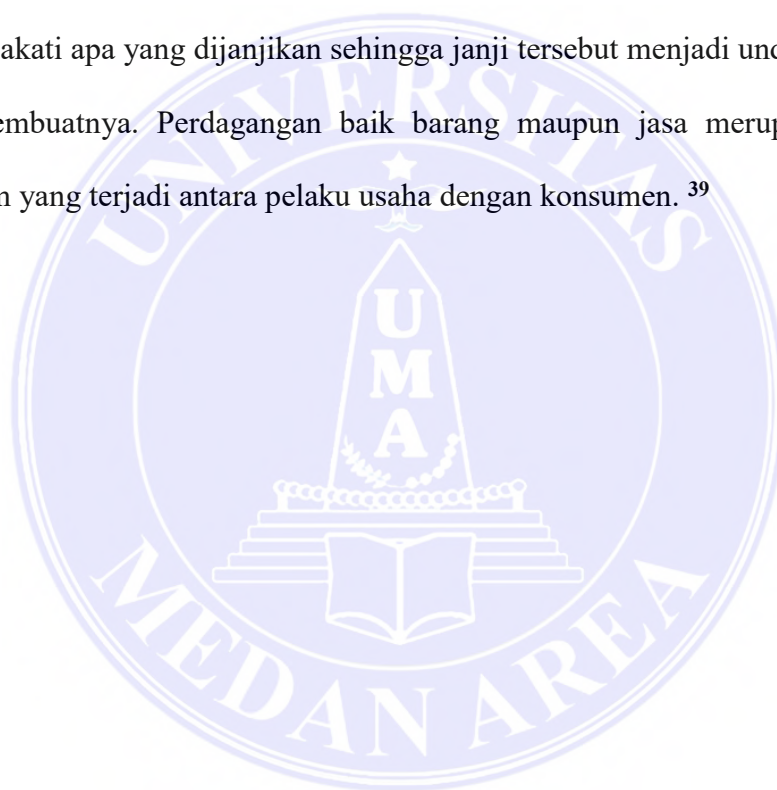 akati apa yang dijanjikan sehingga janji tersebut menjadi und
embuatnya. Perdagangan baik barang maupun jasa merup
n yang terjadi antara pelaku usaha dengan konsumen. 39
UNIVERSITAS
UMA
MEDAN AREA